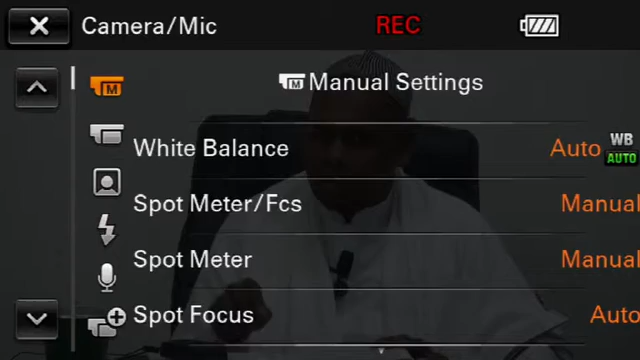 Camera/Mic REC
M Manual Settings
White Balance Auto WB AUTO
Spot Meter/Fcs Manual
Spot Meter Manual
Spot Focus Auto